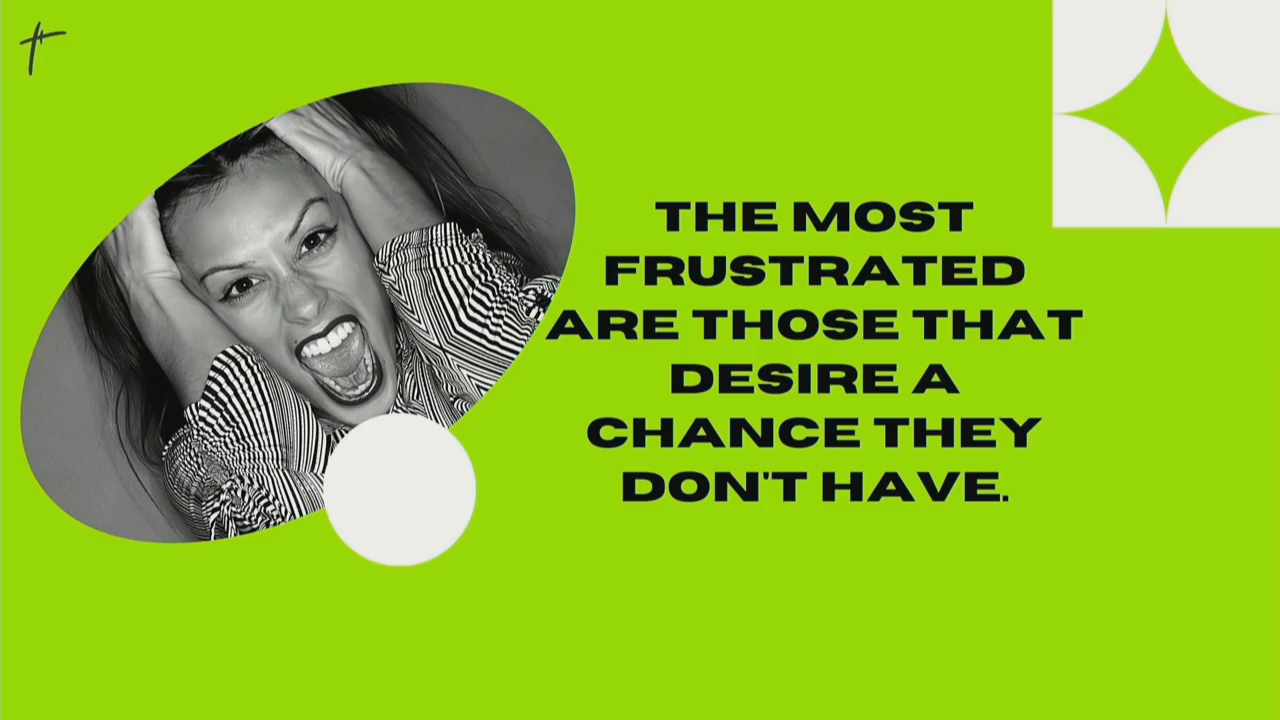 THE MOST
FRUSTRATED
ARE THOSE THAT
DESIRE A
CHANCE THEY
DON'T HAVE.